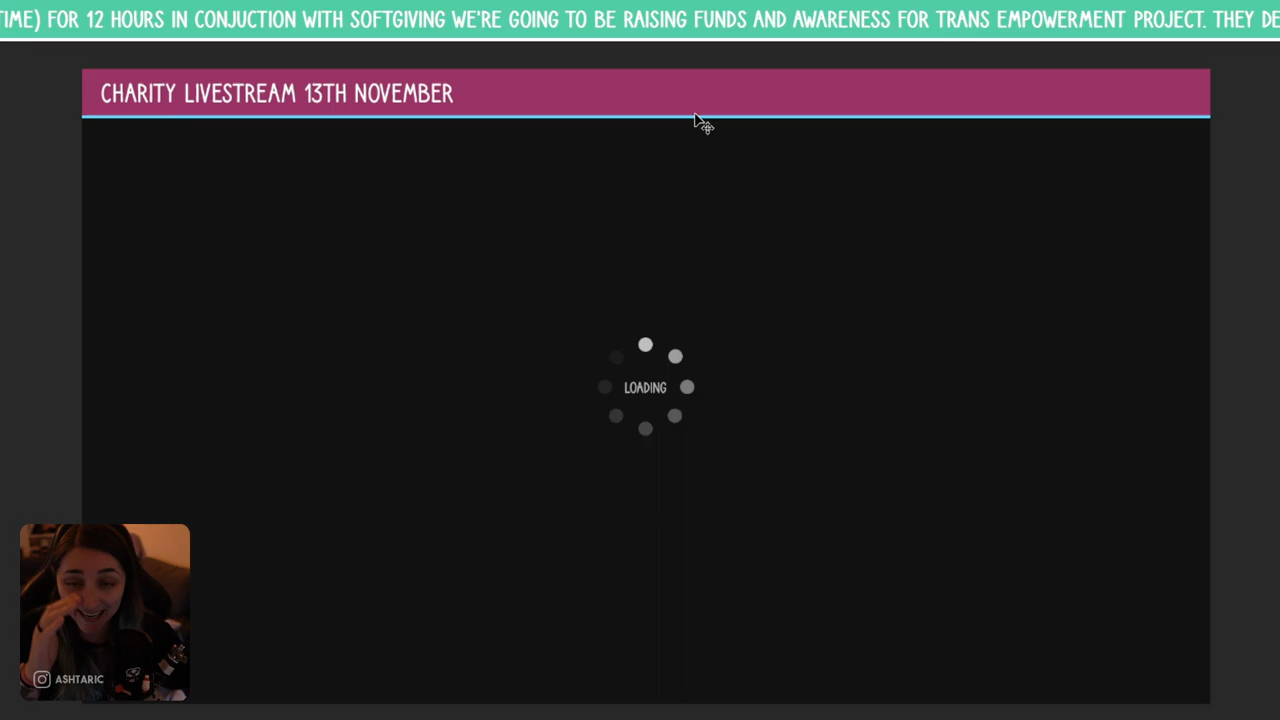 TIME) FOR 12 HOURS IN CONJUCTION WITH SOFTGIVING WE'RE GOING TO BE RAISING FUNDS AND AWARENESS FOR TRANS EMPOWERMENT PROJECT. THEY DE
CHARITY LIVESTREAM 13TH NOVEMBER
LOADING
ASHTARIC